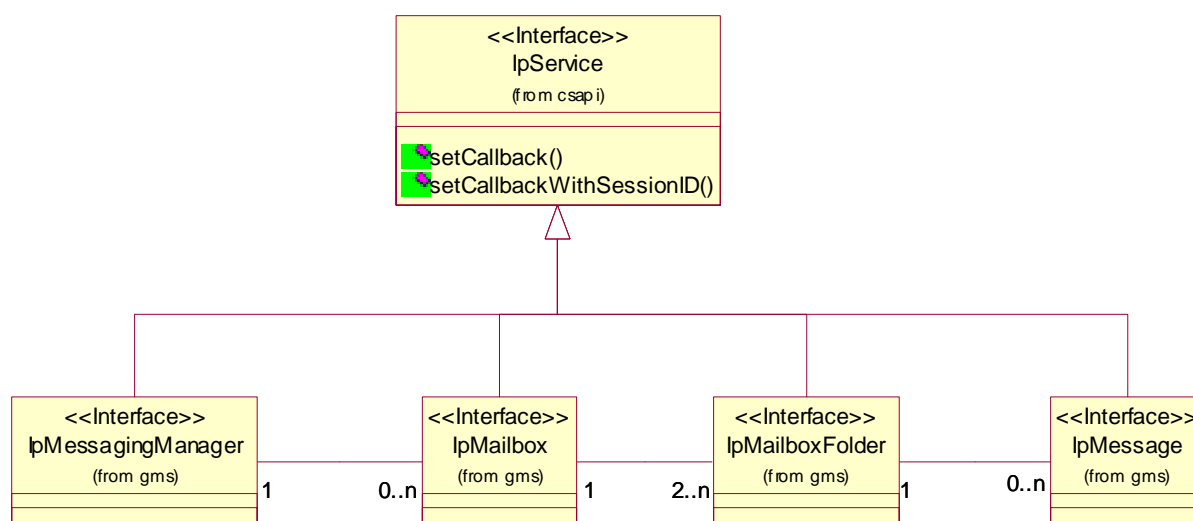 <<Interface>>
IpService
(from csapi)
setCallback()
setCallbackWithSessionID()
<<Interface>>
IpMessagingManager
(from gms)
<<Interface>>
IpMailbox
(from gms)
<<Interface>>
IpMailboxFolder
(from gms)
<<Interface>>
IpMessage
(from gms)
1
0..n
1
2..n
1
0..n